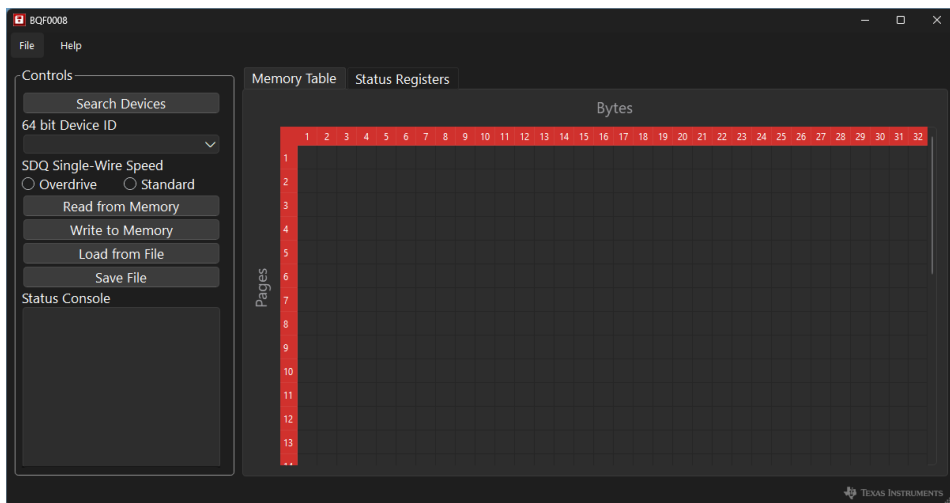 BQF0008
File Help
Controls
Search Devices
64 bit Device ID
SDQ Single-Wire Speed
Overdrive Standard
Read from Memory
Write to Memory
Load from File
Save File
Status Console
Memory Table Status Registers
Bytes
1 2 3 4 5 6 7 8 9 10 11 12 13 14 15 16 17 18 19 20 21 22 23 24 25 26 27 28 29 30 31 32
Pages
1
2
3
4
5
6
7
8
9
10
11
12
13
TEXAS INSTRUMENTS